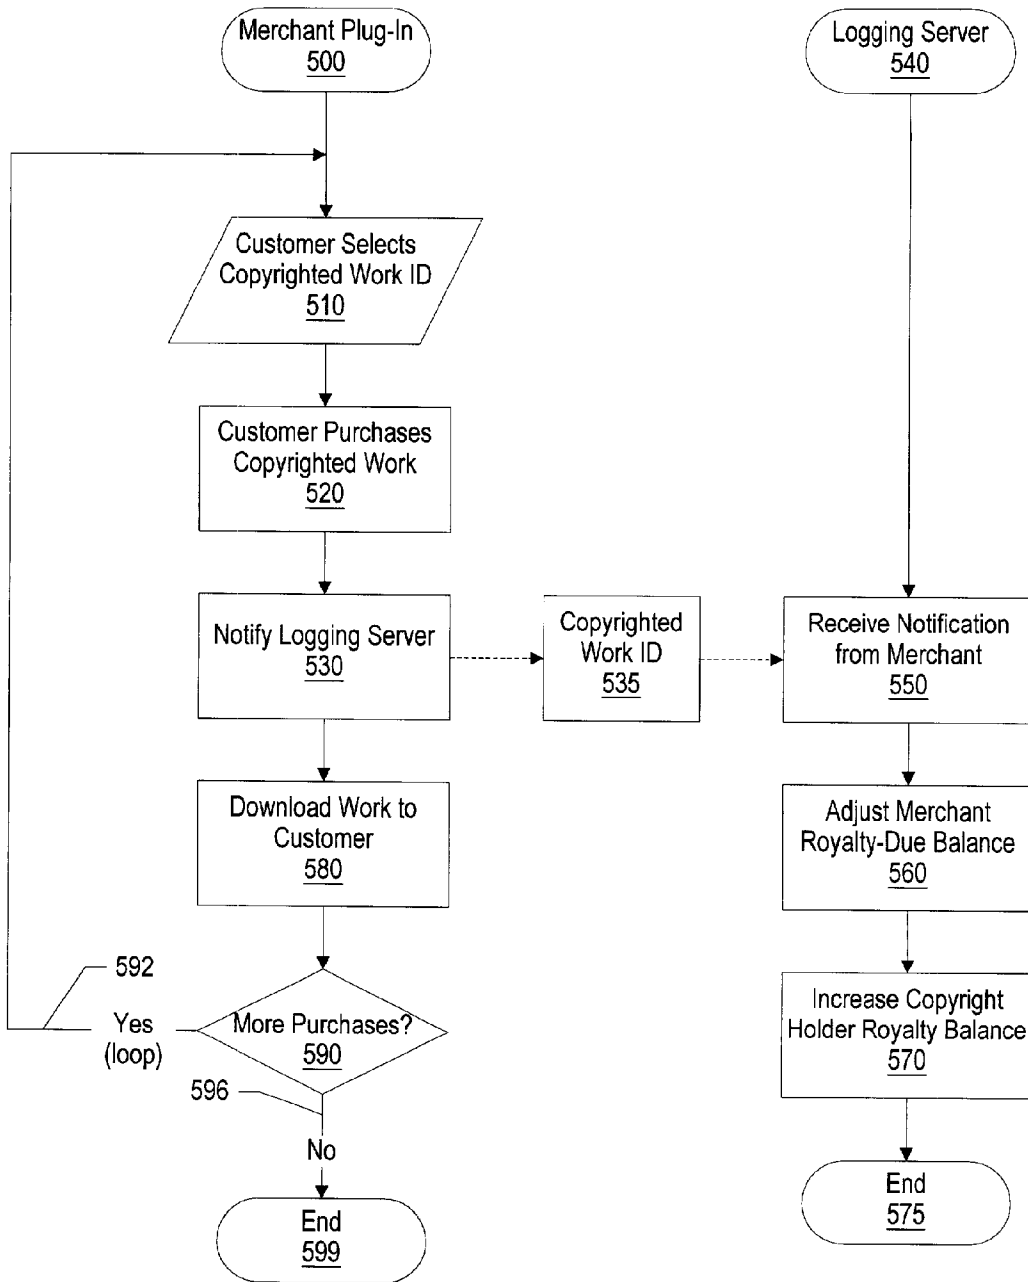 Merchant Plug-In
500
Logging Server
540
Customer Selects
Copyrighted Work ID
510
Customer Purchases
Copyrighted Work
520
Notify Logging Server
530
Copyrighted
Work ID
535
Receive Notification
from Merchant
550
Download Work to
Customer
580
Adjust Merchant
Royalty-Due Balance
560
592
Yes
(loop)
More Purchases?
590
Increase Copyright
Holder Royalty Balance
570
596
No
End
599
End
575